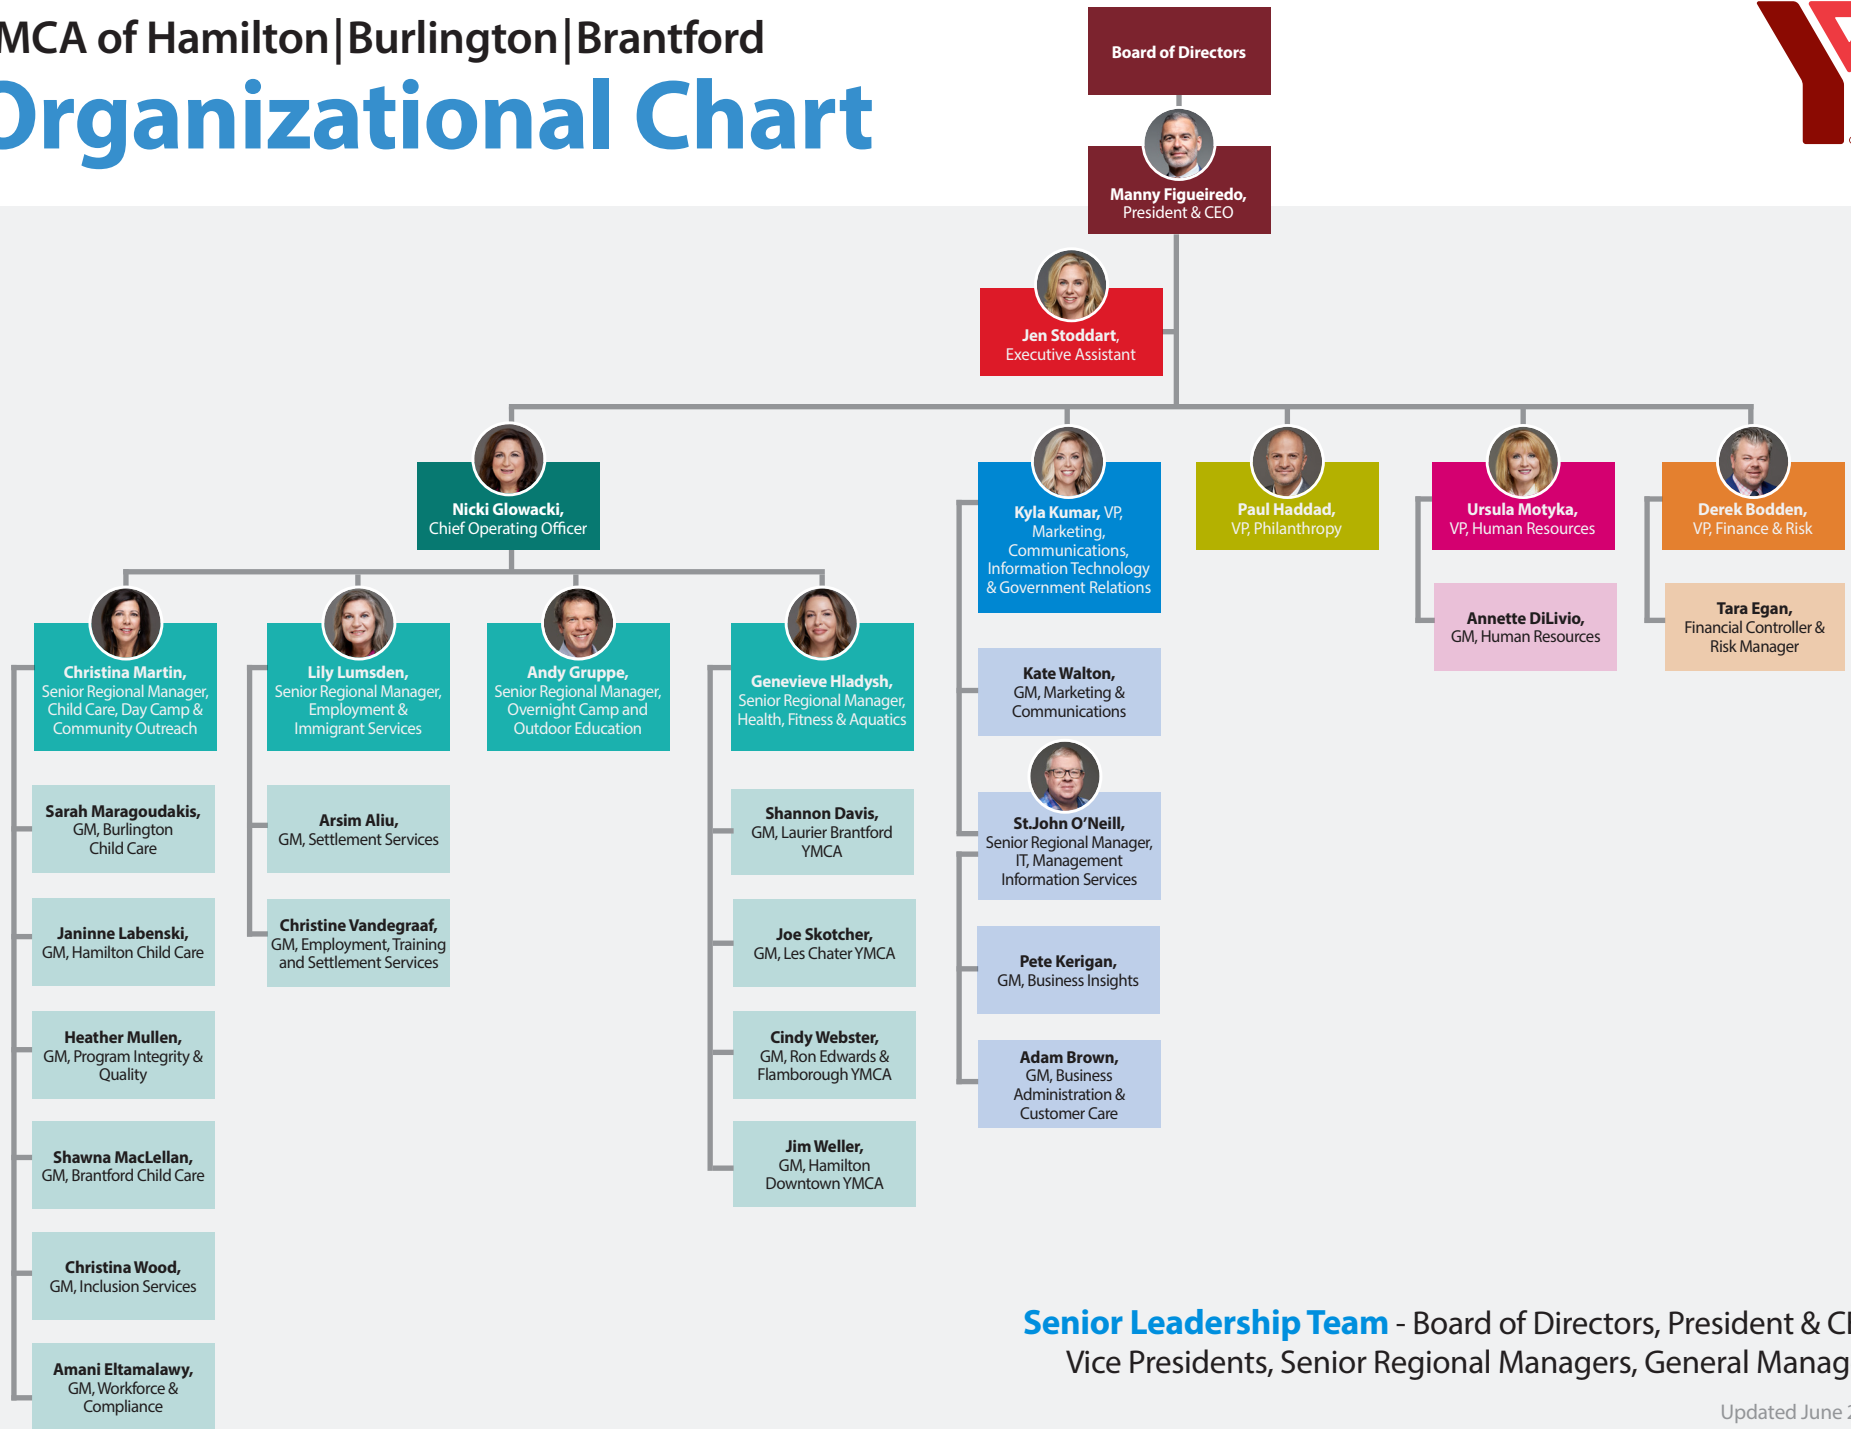 MCA of Hamilton|Burlington|Brantford
Organizational Chart
Board of Directors
Manny Figueiredo,
President & CEO
Jen Stoddart,
Executive Assistant
Nicki Glowacki,
Chief Operating Officer
Kyla Kumar, VP,
Marketing,
Communications,
Information Technology
& Government Relations
Paul Haddad,
VP, Philanthropy
Ursula Motyka,
VP, Human Resources
Derek Bodden,
VP, Finance & Risk
Christina Martin,
Senior Regional Manager,
Child Care, Day Camp &
Community Outreach
Lily Lumsden,
Senior Regional Manager,
Employment &
Immigrant Services
Andy Gruppe,
Senior Regional Manager,
Overnight Camp and
Outdoor Education
Genevieve Hladysh,
Senior Regional Manager,
Health, Fitness & Aquatics
Annette DiLivio,
GM, Human Resources
Tara Egan,
Financial Controller &
Risk Manager
Kate Walton,
GM, Marketing &
Communications
St.John O'Neill,
Senior Regional Manager,
IT, Management
Information Services
Pete Kerigan,
GM, Business Insights
Adam Brown,
GM, Business
Administration &
Customer Care
Sarah Maragoudakis,
GM, Burlington
Child Care
Janinne Labenski,
GM, Hamilton Child Care
Heather Mullen,
GM, Program Integrity &
Quality
Shawna MacLellan,
GM, Brantford Child Care
Christina Wood,
GM, Inclusion Services
Amani Eltamalawy,
GM, Workforce &
Compliance
Arsim Aliu,
GM, Settlement Services
Christine Vandegraaf,
GM, Employment, Training
and Settlement Services
Shannon Davis,
GM, Laurier Brantford
YMCA
Joe Skotcher,
GM, Les Chater YMCA
Cindy Webster,
GM, Ron Edwards &
Flamborough YMCA
Jim Weller,
GM, Hamilton
Downtown YMCA
Senior Leadership Team - Board of Directors, President & C
Vice Presidents, Senior Regional Managers, General Manag
Updated June